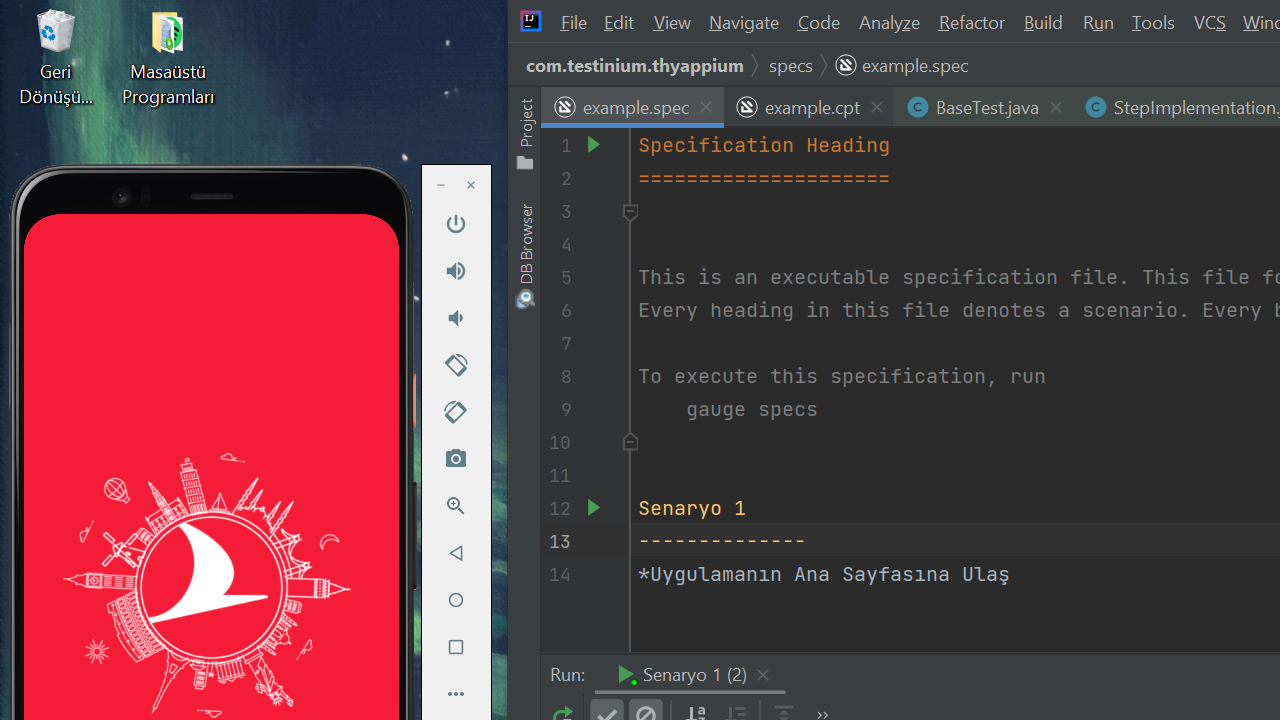 Geri Dönüşü...
Masaüstü Programları
File Edit View Navigate Code Analyze Refactor Build Run Tools VCS Wind
com.testinium.thyappium specs example.spec
example.spec example.cpt BaseTest.java StepImplementation.
Project
DB Browser
1 Specification Heading
2 =====================
3
4
5 This is an executable specification file. This file fo
6 Every heading in this file denotes a scenario. Every b
7
8 To execute this specification, run
9 gauge specs
10
11
12 Senaryo 1
13 --------------
14 *Uygulamanın Ana Sayfasına Ulaş
Run: Senaryo 1 (2)